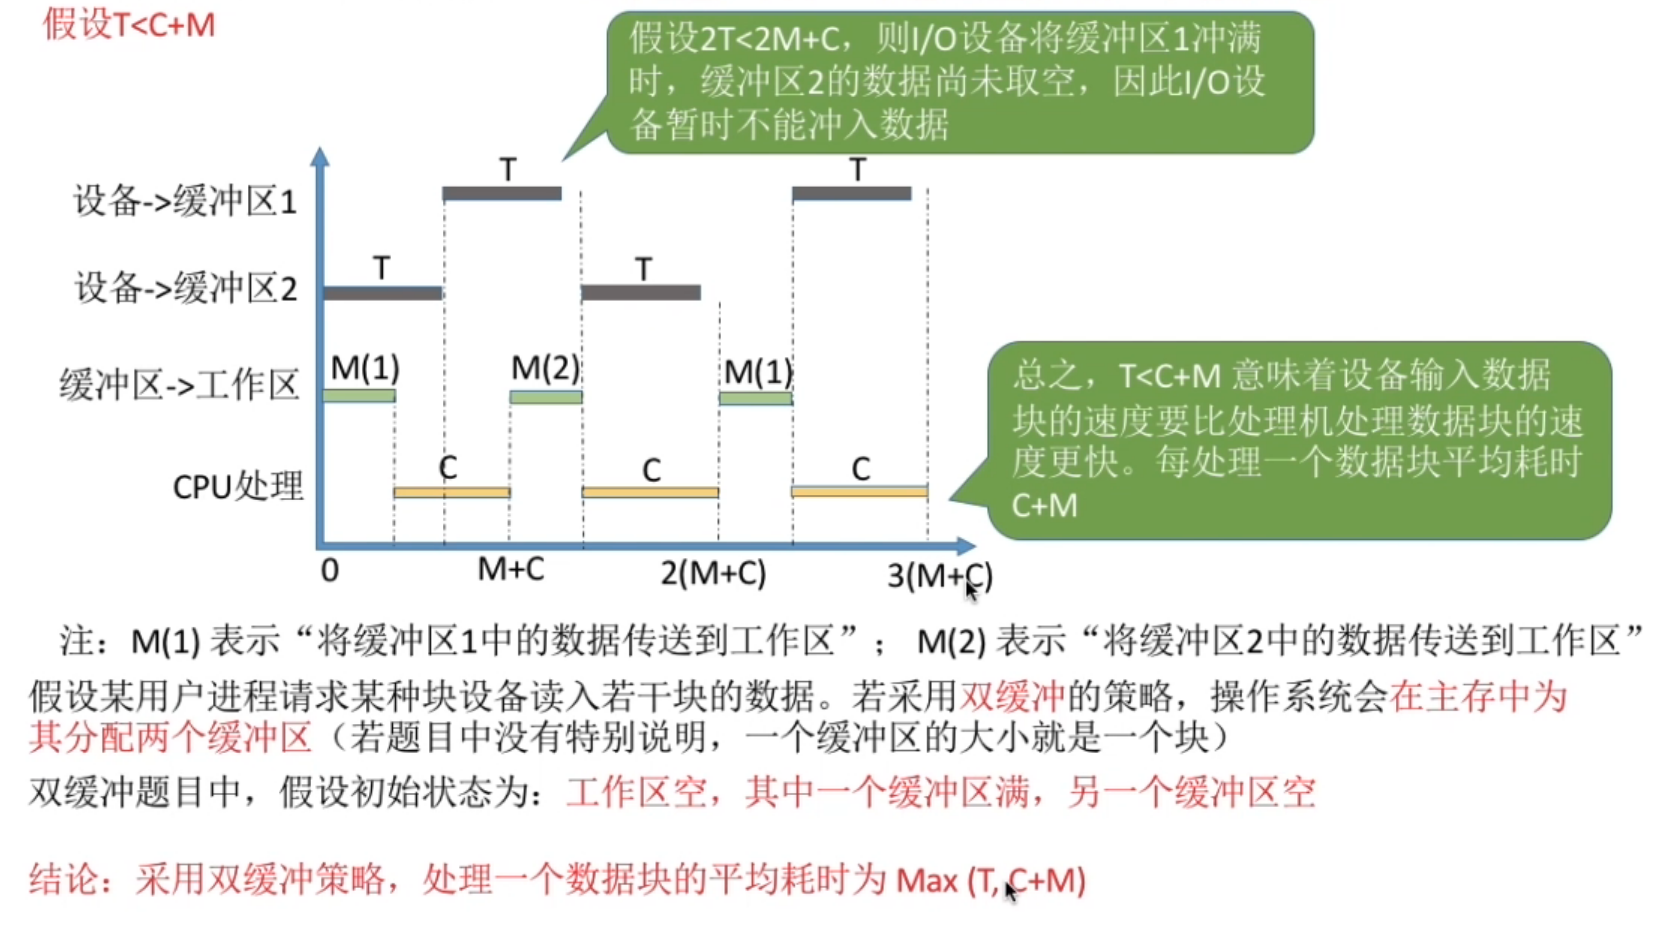 假设T<C+M
假设2T<2M+C，则I/O设备将缓冲区1冲满
时，缓冲区2的数据尚未取空，因此I/O设
备暂时不能冲入数据
T
T
设备->缓冲区1
T
T
设备->缓冲区2
M(1)
M(2)
M(1)
缓冲区->工作区
总之，T<C+M 意味着设备输入数据
块的速度要比处理机处理数据块的速
度更快。每处理一个数据块平均耗时
C+M
C
C
C
CPU处理
0
M+C
2(M+C)
3(M+C)
注：M(1) 表示“将缓冲区1中的数据传送到工作区”； M(2) 表示“将缓冲区2中的数据传送到工作区”
假设某用户进程请求某种块设备读入若干块的数据。若采用双缓冲的策略，操作系统会在主存中为
其分配两个缓冲区（若题目中没有特别说明，一个缓冲区的大小就是一个块）
双缓冲题目中，假设初始状态为：工作区空，其中一个缓冲区满，另一个缓冲区空
结论：采用双缓冲策略，处理一个数据块的平均耗时为 Max (T, C+M)